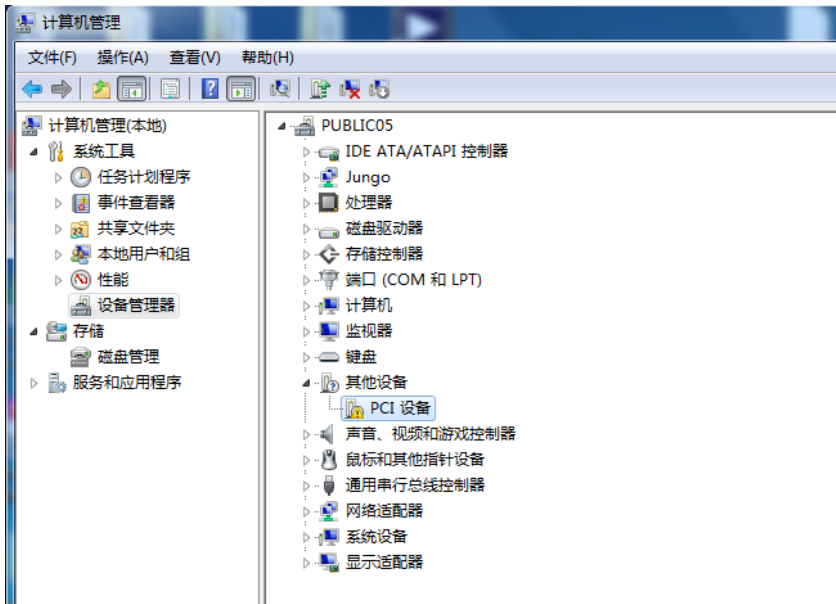 计算机管理
文件(F) 操作(A) 查看(V) 帮助(H)
计算机管理(本地)
系统工具
任务计划程序
事件查看器
共享文件夹
本地用户和组
性能
设备管理器
存储
磁盘管理
服务和应用程序
PUBLIC05
IDE ATA/ATAPI 控制器
Jungo
处理器
磁盘驱动器
存储控制器
端口 (COM 和 LPT)
计算机
监视器
键盘
其他设备
PCI 设备
声音、视频和游戏控制器
鼠标和其他指针设备
通用串行总线控制器
网络适配器
系统设备
显示适配器